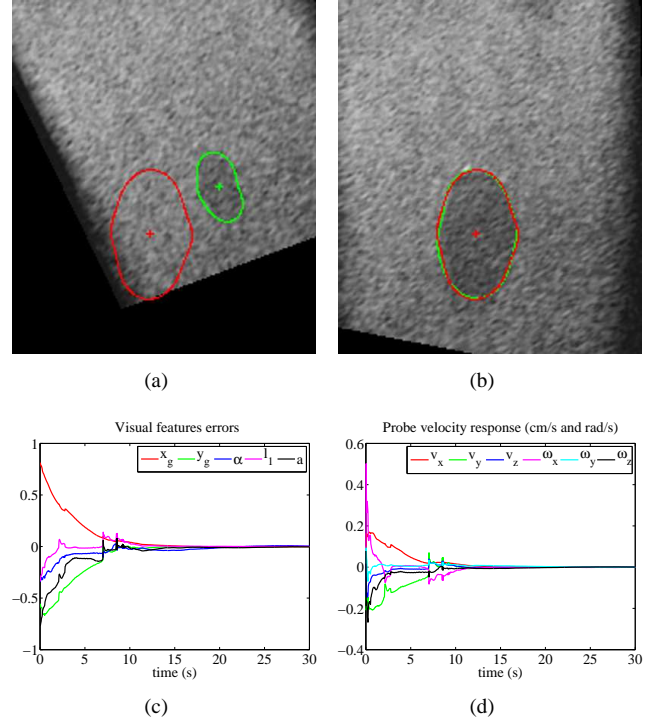 (a)
(b)
Visual features errors
x_g y_g α l_1 a
1
0.5
0
−0.5
−1
0 5 10 15 20 25 30
time (s)
(c)
Probe velocity response (cm/s and rad/s)
v_x v_y v_z ω_x ω_y ω_z
0.6
0.4
0.2
0
−0.2
−0.4
0 5 10 15 20 25 30
time (s)
(d)